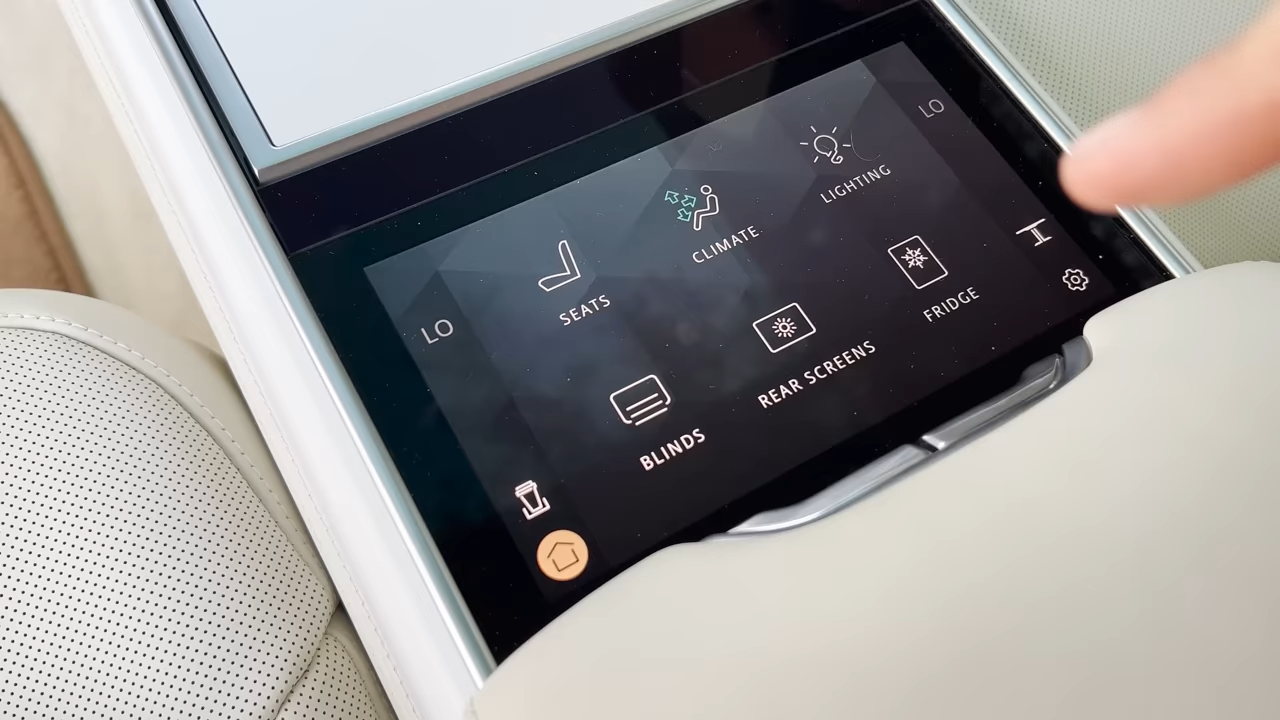 LO
SEATS
CLIMATE
LIGHTING
LO
BLINDS
REAR SCREENS
FRIDGE